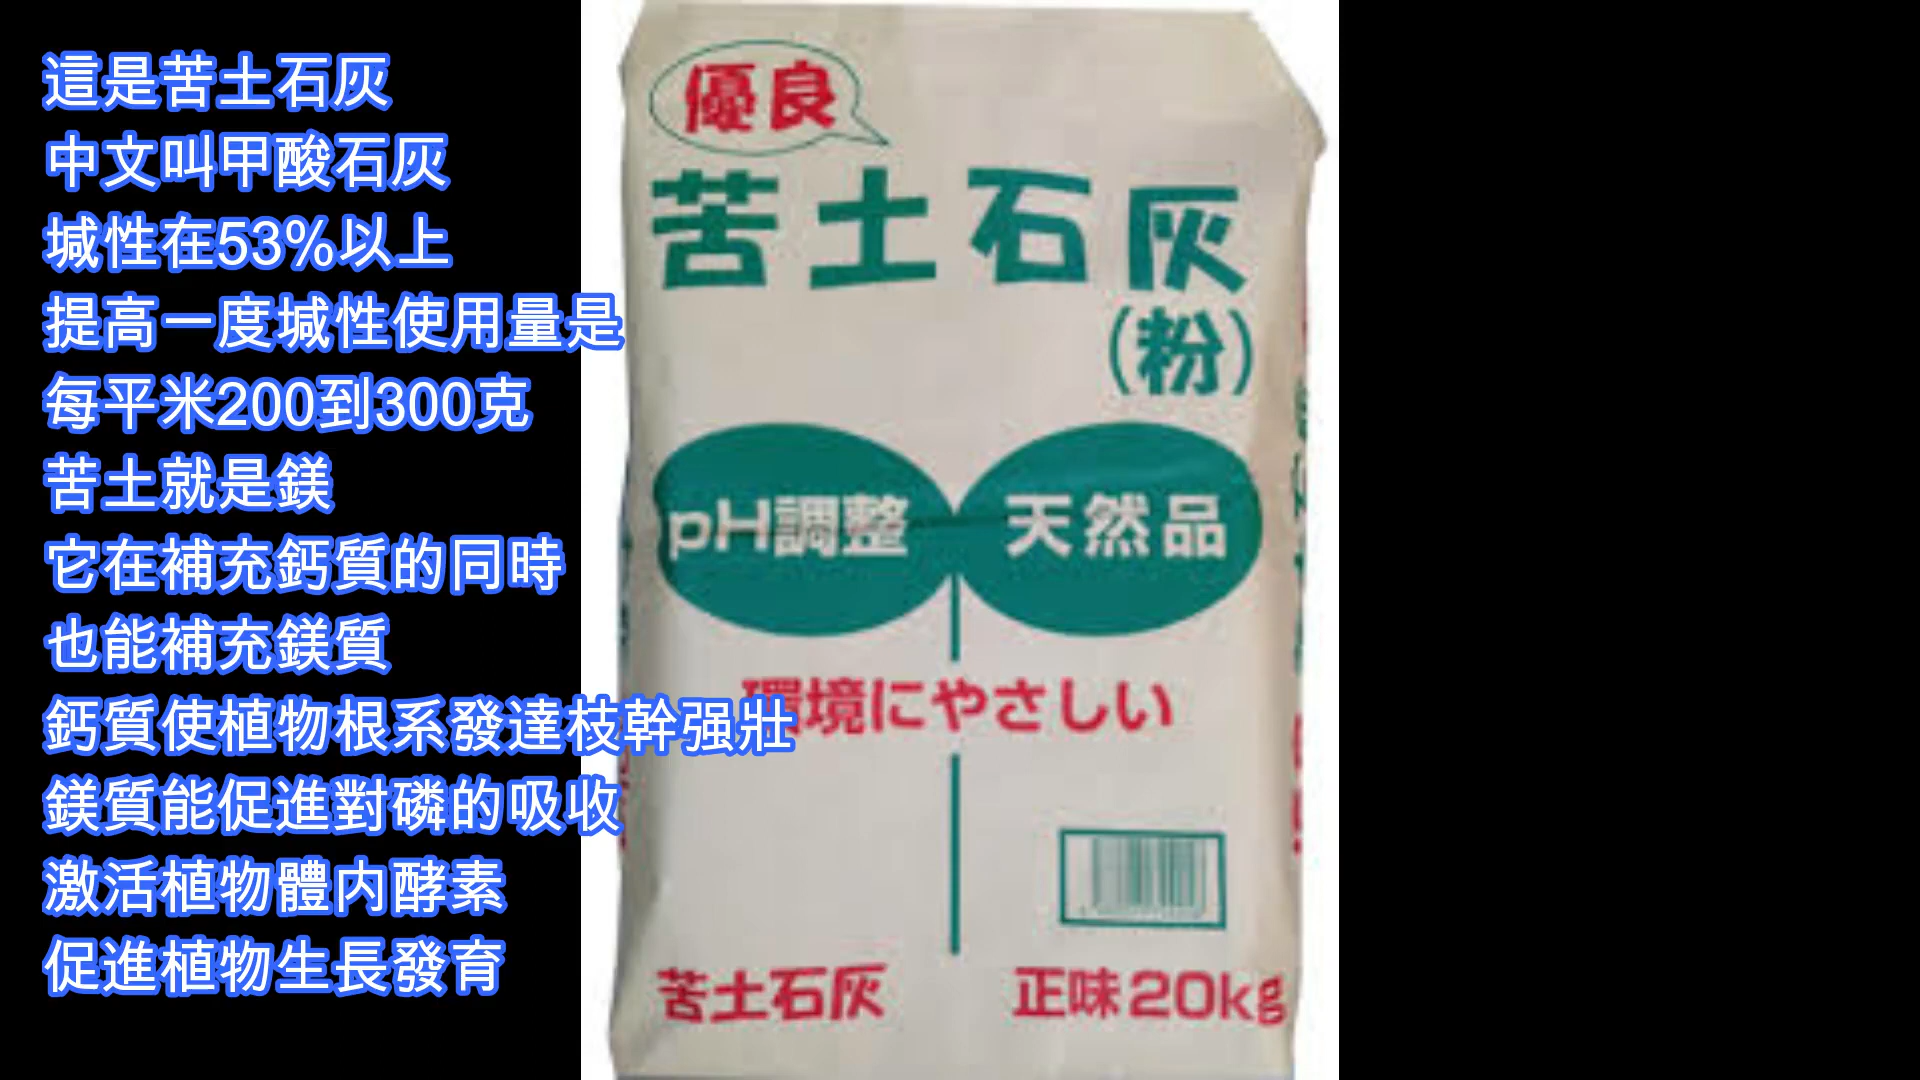 這是苦土石灰
中文叫甲酸石灰
堿性在53%以上
提高一度堿性使用量是
每平米200到300克
苦土就是鎂
它在補充鈣質的同時
也能補充鎂質
鈣質使植物根系發達枝幹强壯
鎂質能促進對磷的吸收
激活植物體内酵素
促進植物生長發育
優良
苦土石灰
(粉)
pH調整
天然品
環境にやさしい
苦土石灰
正味20kg